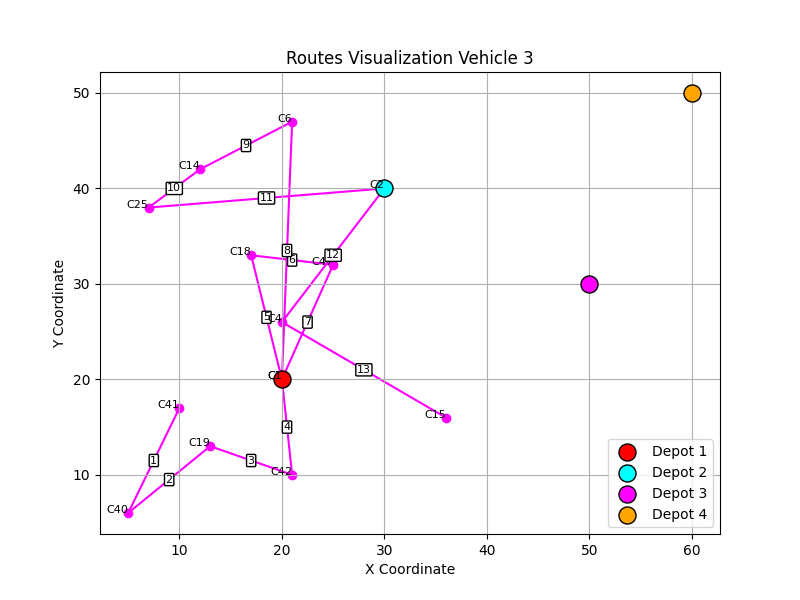 Routes Visualization Vehicle 3
Y Coordinate
50
40
30
20
10
C6
9
C14
10
C25
11
C2
C18
8
6
12
5
C4
7
13
C15
C41
4
C19
1
3
2
C42
C40
Depot 1
Depot 2
Depot 3
Depot 4
10 20 30 40 50 60
X Coordinate